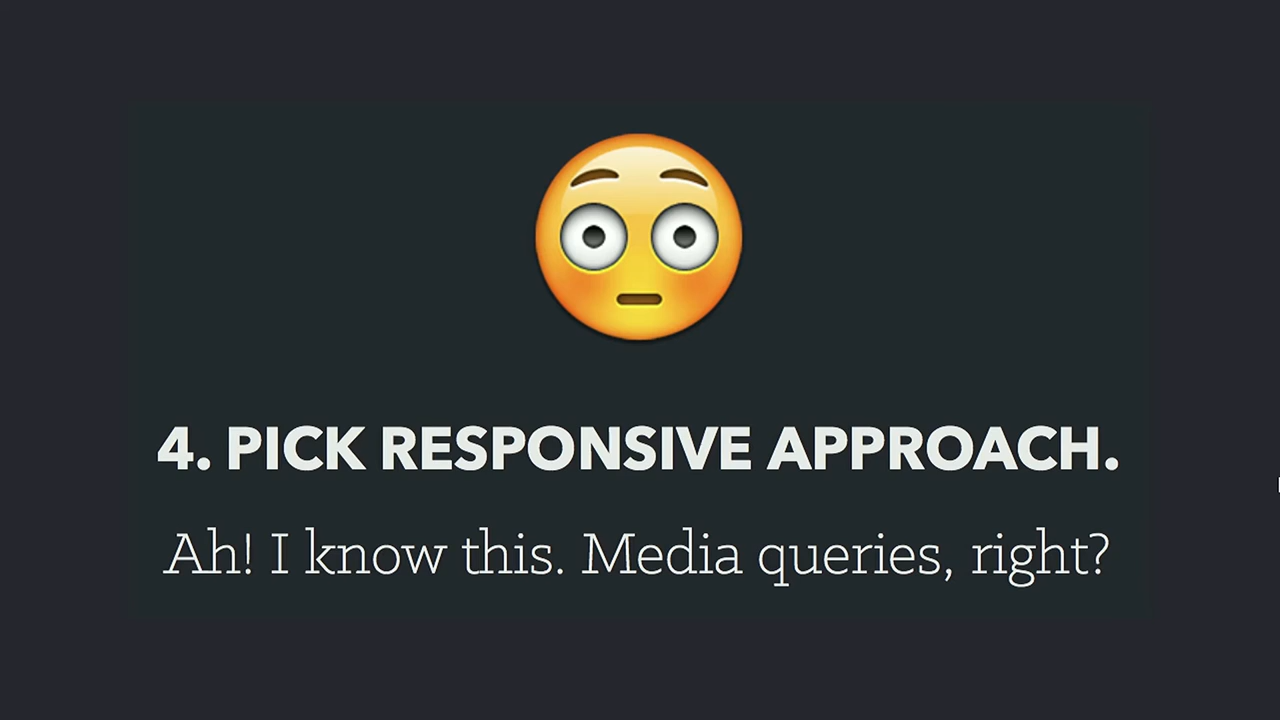 4. PICK RESPONSIVE APPROACH.
Ah! I know this. Media queries, right?